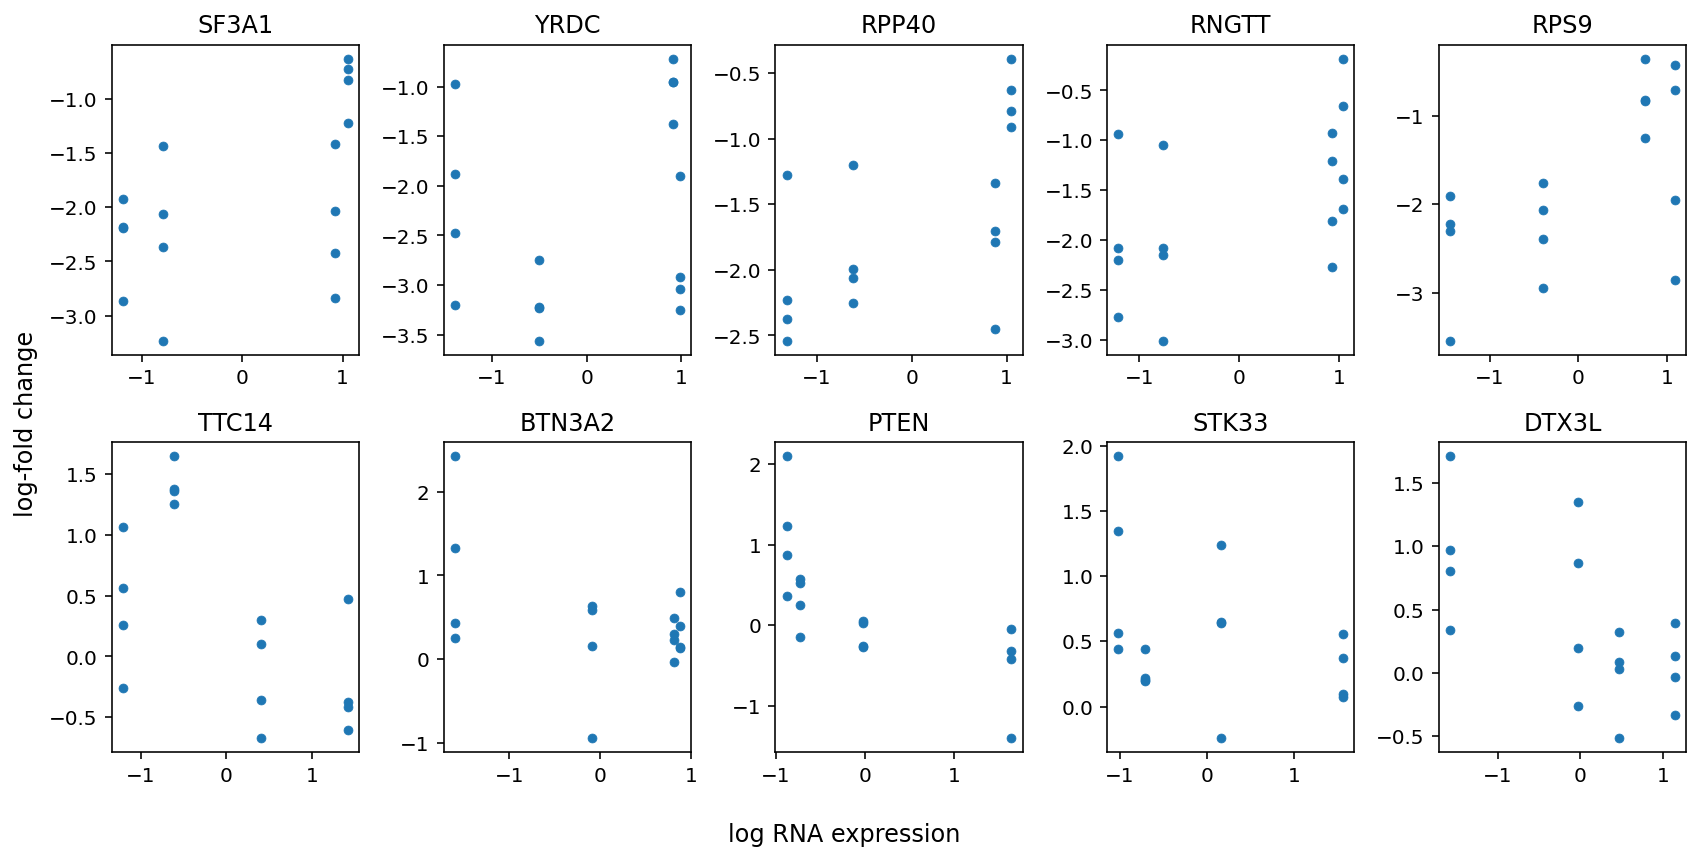 SF3A1 YRDC RPP40 RNGTT RPS9
−1.0 −1.5 −2.0 −2.5 −3.0
−1 0 1
−1.0 −1.5 −2.0 −2.5 −3.0 −3.5
−1 0 1
−0.5 −1.0 −1.5 −2.0 −2.5
−1 0 1
−0.5 −1.0 −1.5 −2.0 −2.5 −3.0
−1 0 1
−1 −2 −3
−1 0 1
log-fold change
TTC14 BTN3A2 PTEN STK33 DTX3L
1.5 1.0 0.5 0.0 −0.5
−1 0 1
2 1 0 −1
−1 0 1
2 1 0 −1
−1 0 1
2.0 1.5 1.0 0.5 0.0
−1 0 1
1.5 1.0 0.5 0.0 −0.5
−1 0 1
log RNA expression